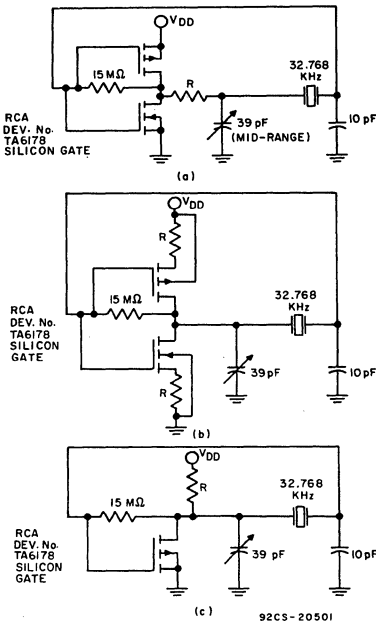 VDD
15 MΩ
R
32.768
KHz
39 pF
(MID-RANGE)
10 pF
RCA
DEV. No.
TA6178
SILICON GATE
(a)
VDD
R
15 MΩ
32.768
KHz
RCA
DEV. No.
TA6178
SILICON
GATE
R
39 pF
10 pF
(b)
VDD
R
15 MΩ
32.768
KHz
RCA
DEV. No.
TA6178
SILICON
GATE
39 pF
10 pF
(c)
92CS-20501